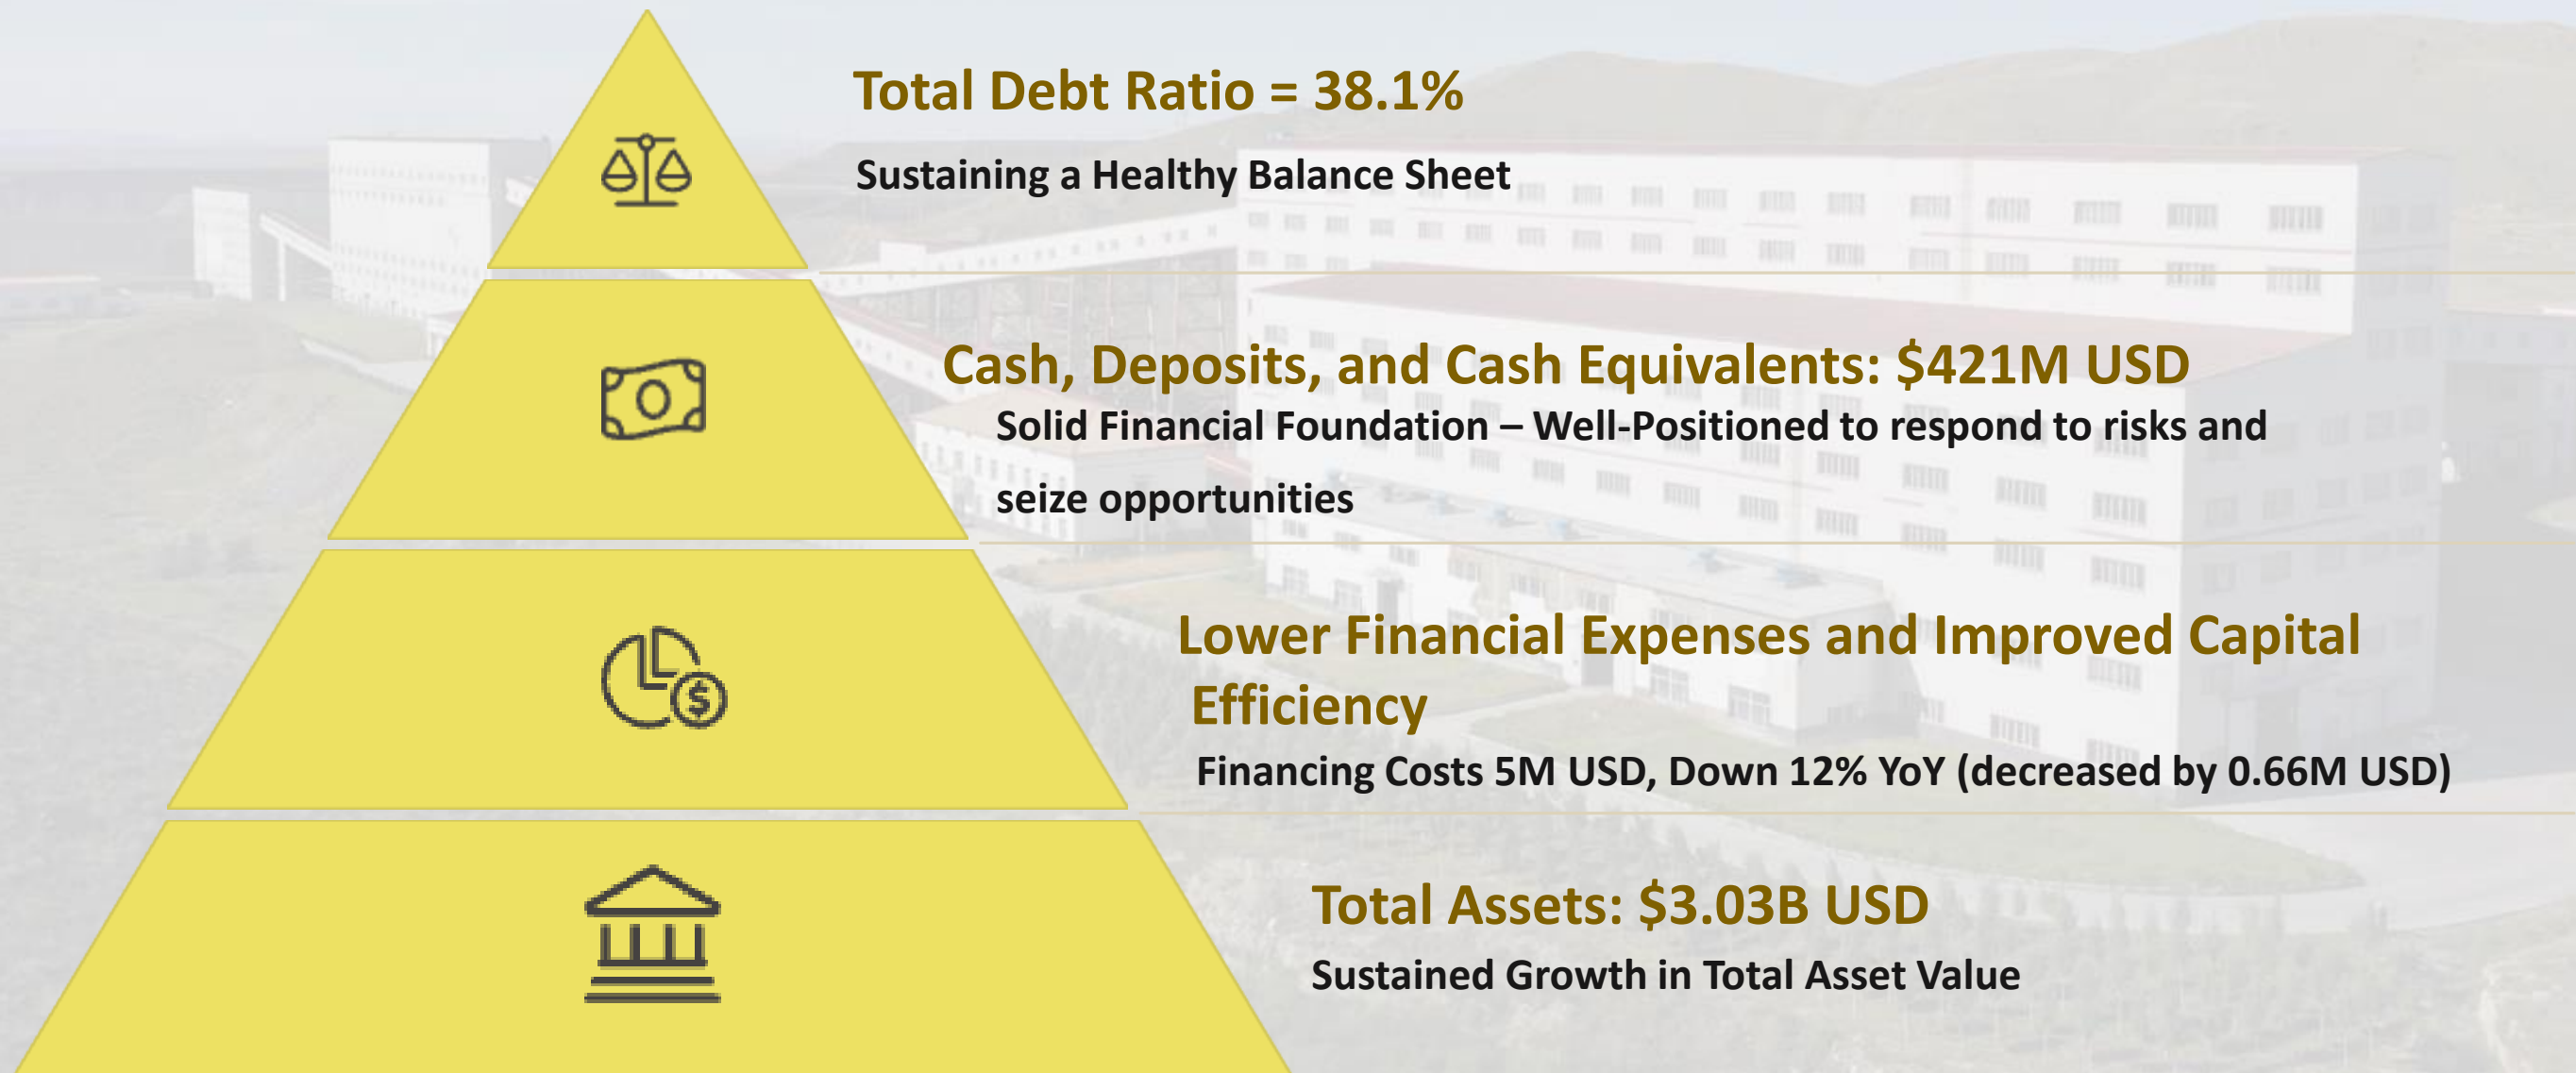 Total Debt Ratio = 38.1%
Sustaining a Healthy Balance Sheet
Cash, Deposits, and Cash Equivalents: $421M USD
Solid Financial Foundation – Well-Positioned to respond to risks and
seize opportunities
Lower Financial Expenses and Improved Capital
Efficiency
Financing Costs 5M USD, Down 12% YoY (decreased by 0.66M USD)
Total Assets: $3.03B USD
Sustained Growth in Total Asset Value